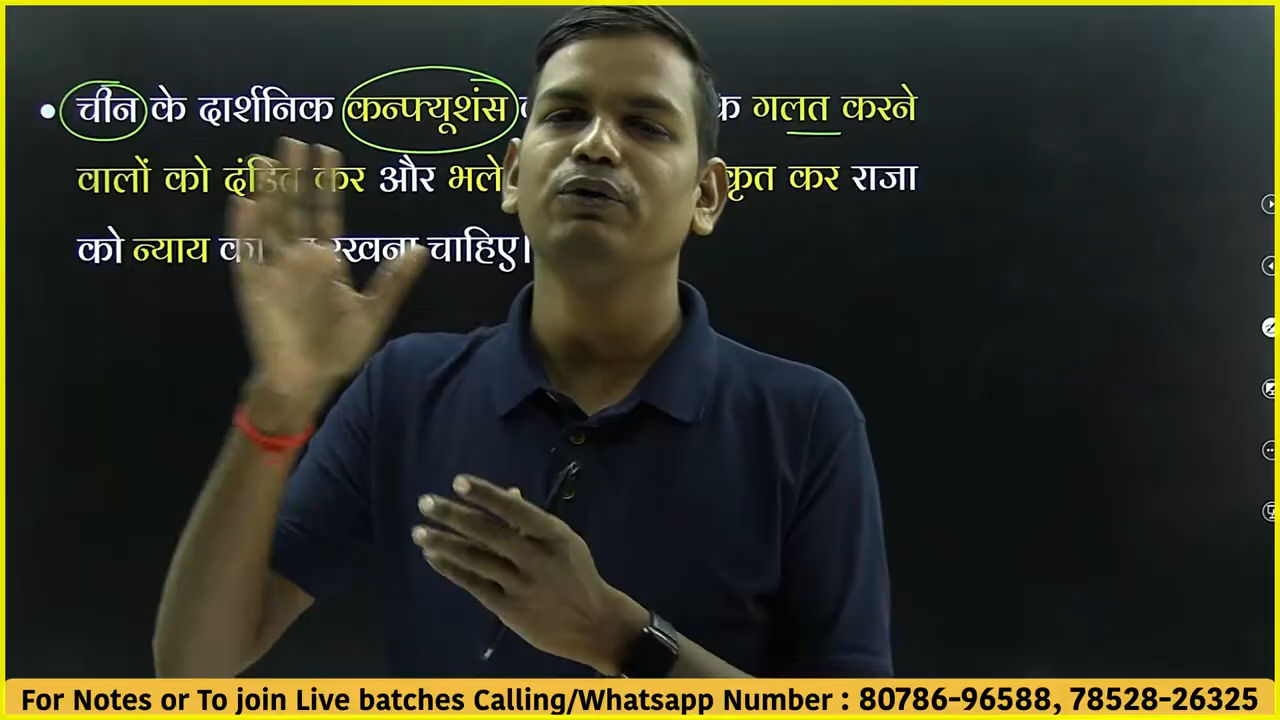 • चीन के दार्शनिक कन्फ्यूशंस गलत करने
वालों को दंडित कर और भले कर राजा
को न्याय चाहिए।
For Notes or To join Live batches Calling/Whatsapp Number : 80786-96588, 78528-26325